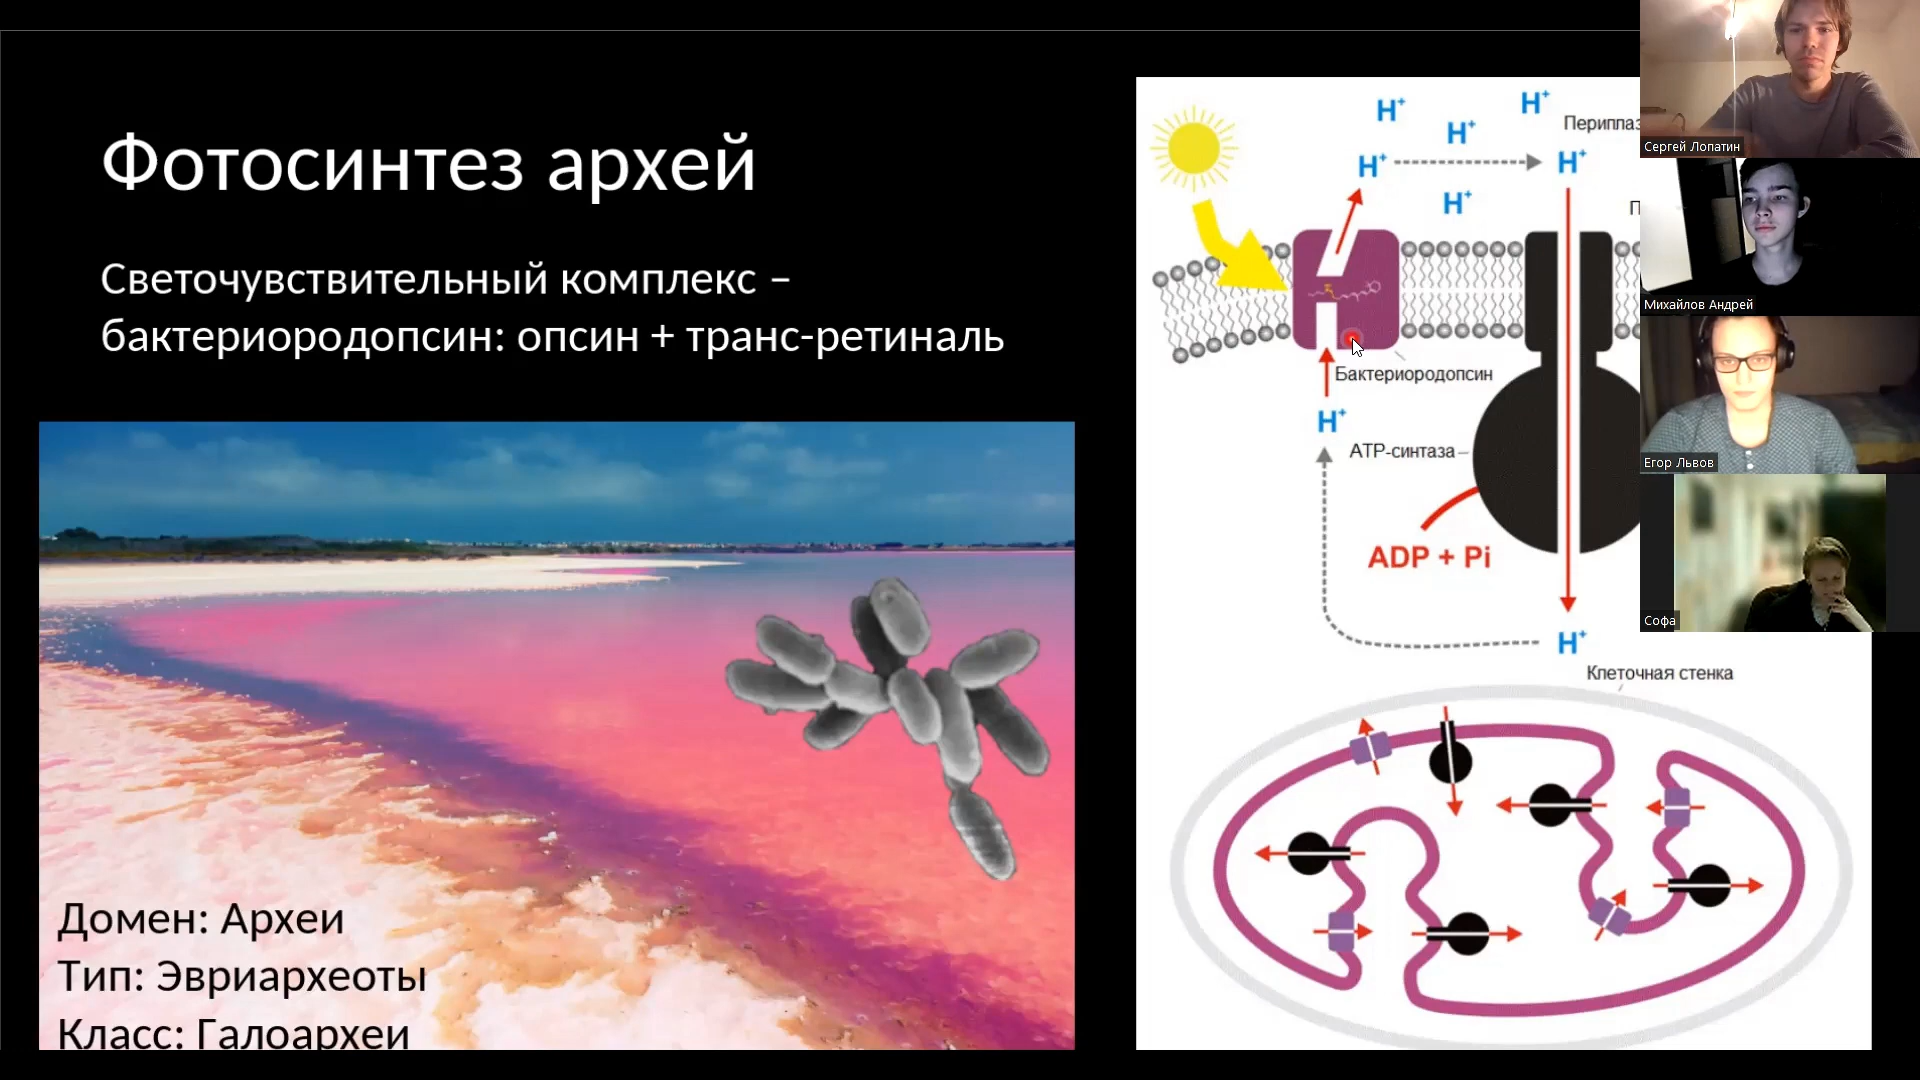 Фотосинтез архей
Светочувствительный комплекс –
бактериородопсин: опсин + транс-ретиналь
Домен: Археи
Тип: Эвриархеоты
Класс: Галоархеи
H⁺
H⁺
H⁺
H⁺
H⁺
H⁺
Бактериородопсин
H⁺
АТР-синтаза
ADP + Pi
H⁺
Клеточная стенка
Сергей Лопатин
Михайлов Андрей
Егор Львов
Софа